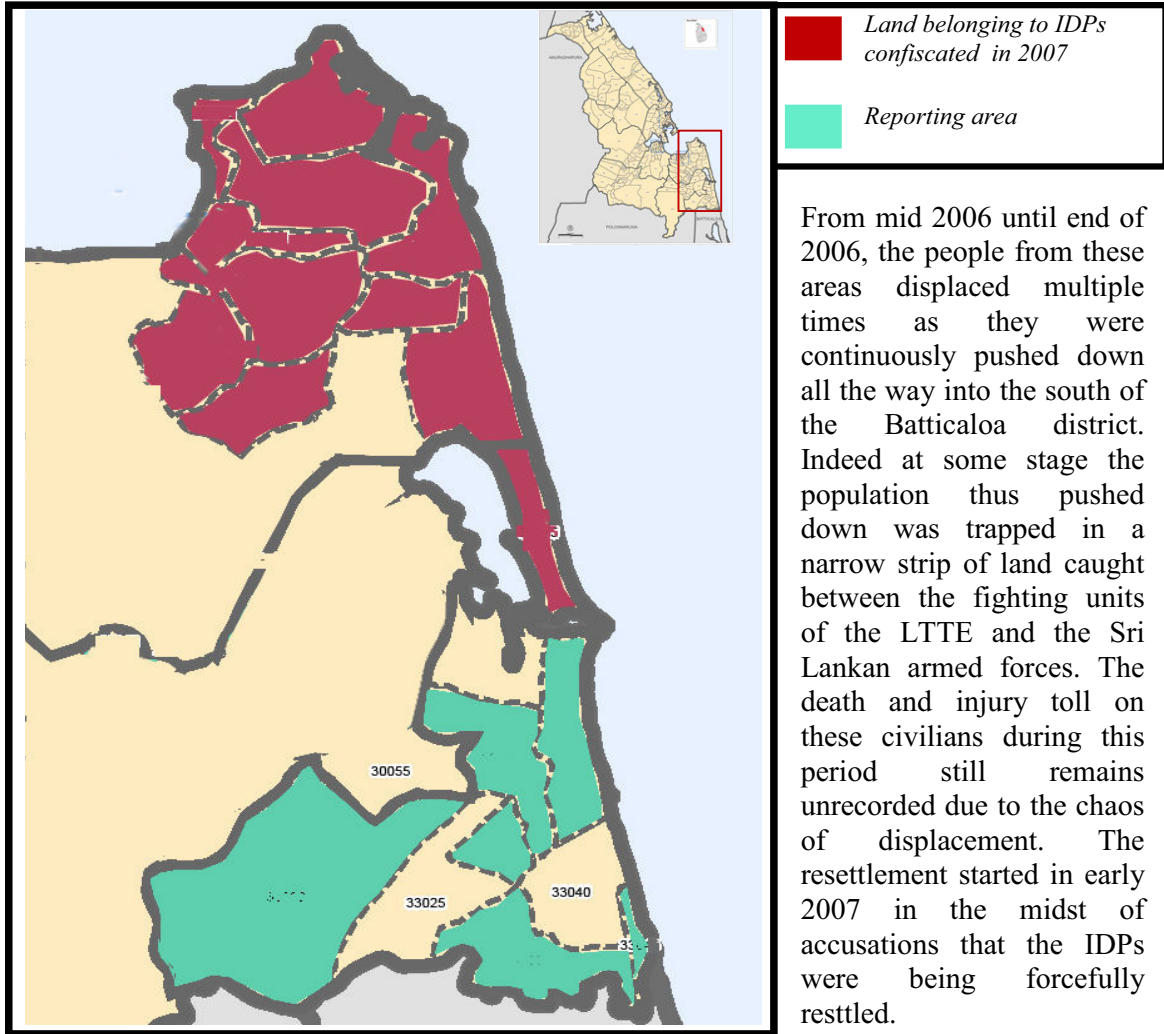 Land belonging to IDPs
confiscated in 2007
Reporting area
ANURADHAPURA
POLONNARUWA
BATTICALOA
30055
33025
33040
From mid 2006 until end of
2006, the people from these
areas displaced multiple
times as they were
continuously pushed down
all the way into the south of
the Batticaloa district.
Indeed at some stage the
population thus pushed
down was trapped in a
narrow strip of land caught
between the fighting units
of the LTTE and the Sri
Lankan armed forces. The
death and injury toll on
these civilians during this
period still remains
unrecorded due to the chaos
of displacement. The
resettlement started in early
2007 in the midst of
accusations that the IDPs
were being forcefully
resttled.